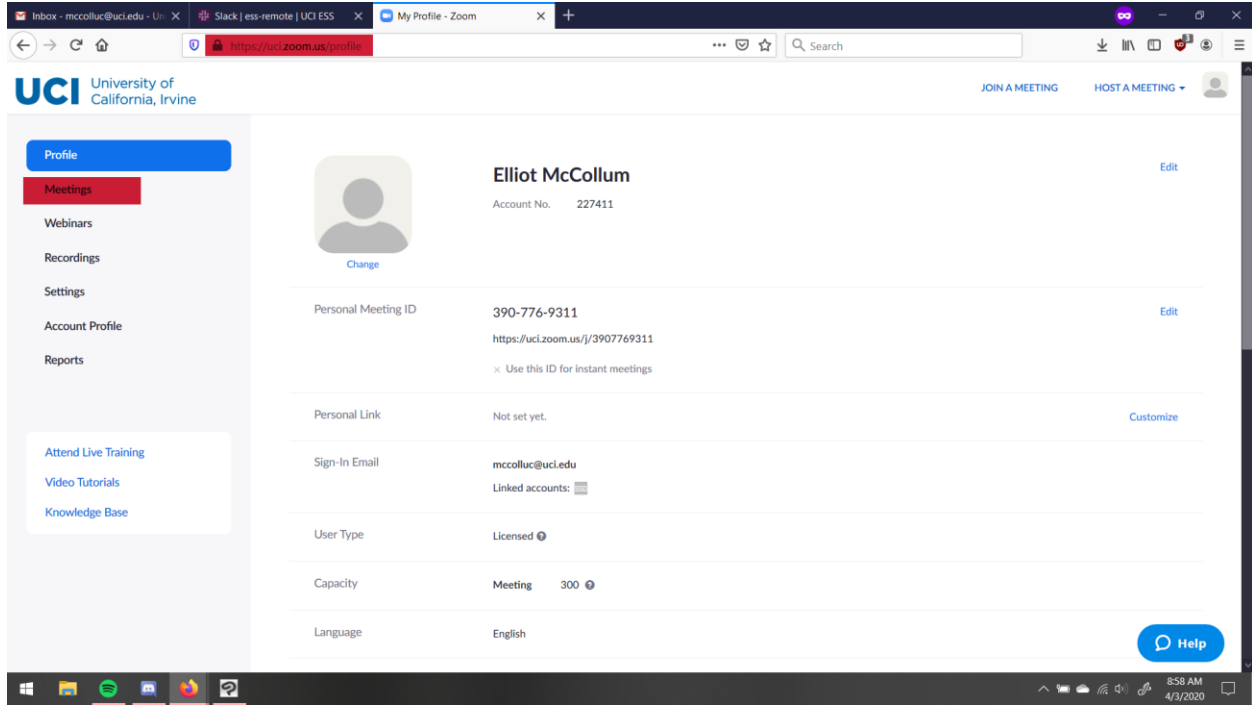 Inbox - mccolluc@uci.edu - Un
Slack | ess-remote | UCI ESS
My Profile - Zoom
https://uci.zoom.us/profile
Search
3
UCI University of
California, Irvine
JOIN A MEETING
HOST A MEETING
Profile
Meetings
Webinars
Recordings
Settings
Account Profile
Reports
Attend Live Training
Video Tutorials
Knowledge Base
Change
Elliot McCollum
Edit
Account No. 227411
Personal Meeting ID
390-776-9311
Edit
https://uci.zoom.us/j/3907769311
× Use this ID for instant meetings
Personal Link
Not set yet.
Customize
Sign-In Email
mccolluc@uci.edu
Linked accounts:
User Type
Licensed
Capacity
Meeting 300
Language
English
Help
8:58 AM
4/3/2020